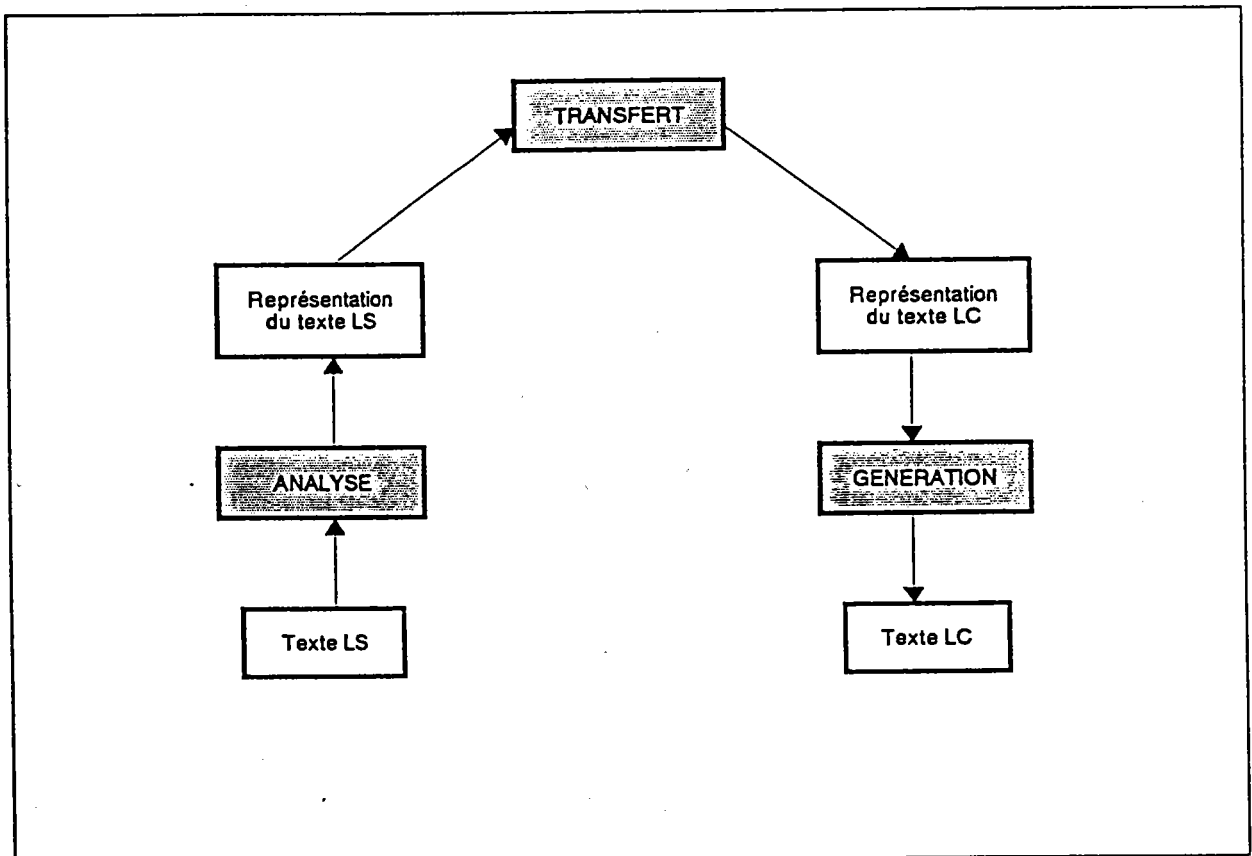 TRANSFERT
Représentation
du texte LS
Représentation
du texte LC
ANALYSE
GENERATION
Texte LS
Texte LC